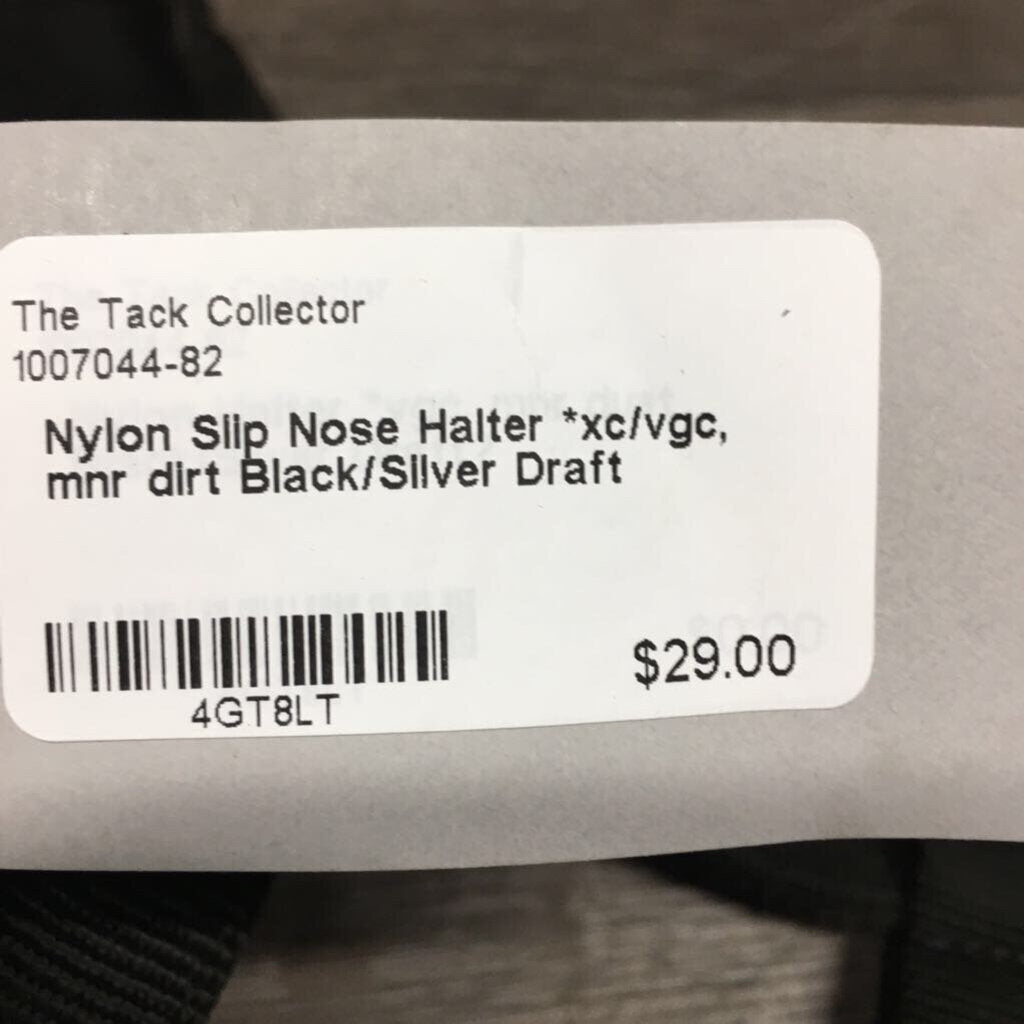 The Tack Collector
1007044-82
Nylon Slip Nose Halter *xc/vgc,
mnr dirt Black/Silver Draft
4GT8LT
$29.00